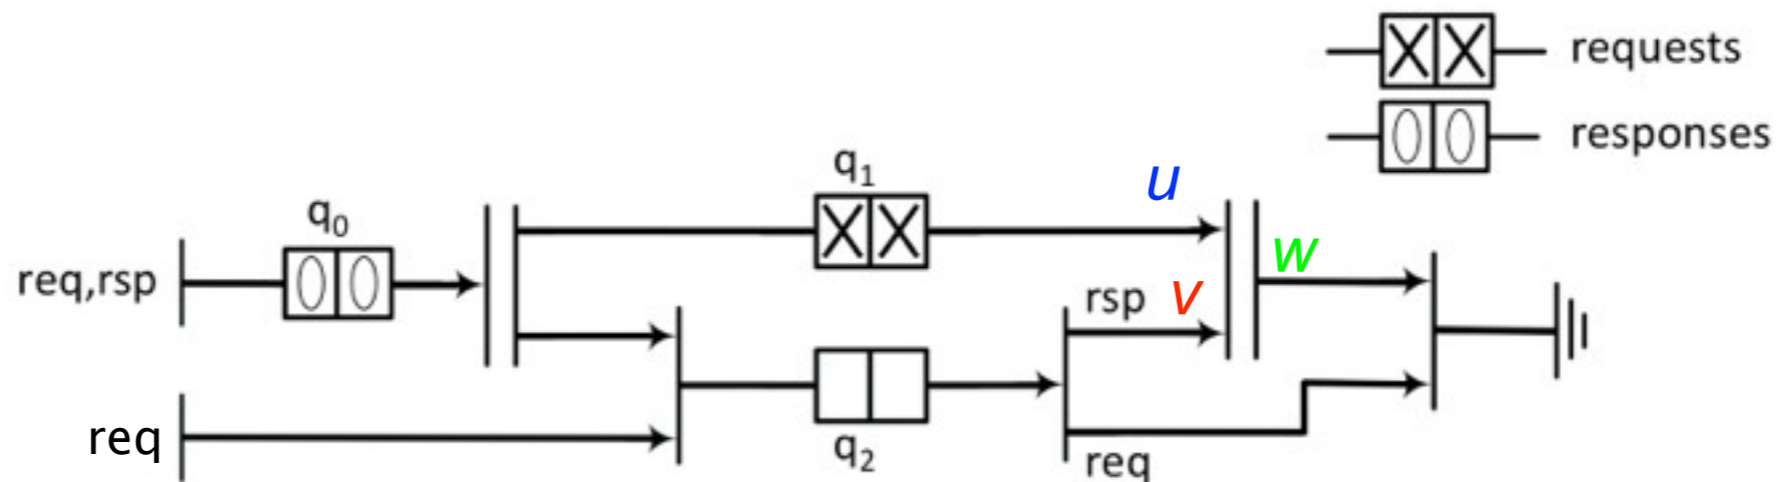 requests
responses
q₁
u
q₀
req,rsp
w
rsp
v
req
q₂
req